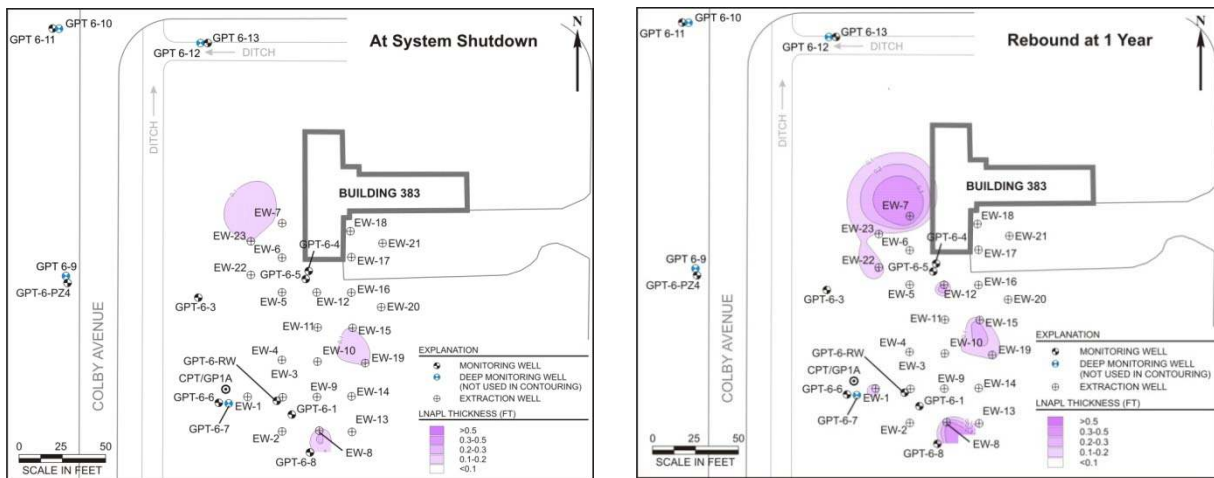 GPT 6-10
GPT 6-11
GPT 6-13
GPT 6-12
DITCH
At System Shutdown
N
DITCH
BUILDING 383
EW-7
EW-18
EW-23
GPT-6-4
EW-6
EW-21
GPT 6-9
EW-22
EW-17
GPT-6-5
GPT-6-PZ4
GPT-6-3
EW-5
EW-12
EW-16
EW-20
COLBY AVENUE
EW-11
EW-15
EXPLANATION
EW-4
EW-10
GPT-6-RW
EW-3
EW-19
MONITORING WELL
DEEP MONITORING WELL
(NOT USED IN CONTOURING)
EXTRACTION WELL
CPT/GP1A
EW-9
EW-14
GPT-6-6
EW-1
GPT-6-1
GPT-6-7
EW-13
LNAPL THICKNESS (FT)
>0.5
0.3-0.5
0.2-0.3
0.1-0.2
<0.1
EW-2
EW-8
GPT-6-8
0 25 50
SCALE IN FEET
GPT 6-10
GPT 6-11
GPT 6-13
GPT 6-12
DITCH
Rebound at 1 Year
N
DITCH
BUILDING 383
EW-7
EW-18
EW-23
GPT-6-4
EW-6
EW-21
GPT 6-9
EW-22
EW-17
GPT-6-5
GPT-6-PZ4
GPT-6-3
EW-5
EW-12
EW-16
EW-20
COLBY AVENUE
EW-11
EW-15
EXPLANATION
EW-4
EW-10
GPT-6-RW
EW-3
EW-19
MONITORING WELL
DEEP MONITORING WELL
(NOT USED IN CONTOURING)
EXTRACTION WELL
CPT/GP1A
EW-9
EW-14
GPT-6-6
EW-1
GPT-6-1
GPT-6-7
EW-13
LNAPL THICKNESS (FT)
>0.5
0.3-0.5
0.2-0.3
0.1-0.2
<0.1
EW-2
EW-8
GPT-6-8
0 25 50
SCALE IN FEET